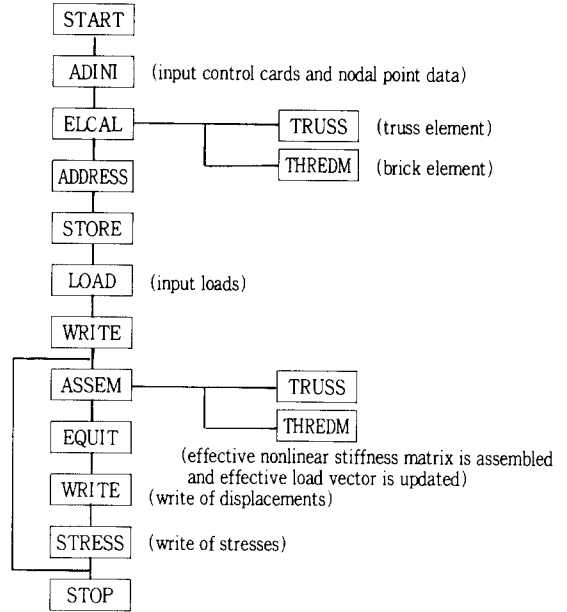 START
ADINI (input control cards and nodal point data)
ELCAL TRUSS (truss element)
THREDM (brick element)
ADDRESS
STORE
LOAD (input loads)
WRITE
ASSEM TRUSS
THREDM
EQUIT
(effective nonlinear stiffness matrix is assembled
and effective load vector is updated)
WRITE (write of displacements)
STRESS (write of stresses)
STOP